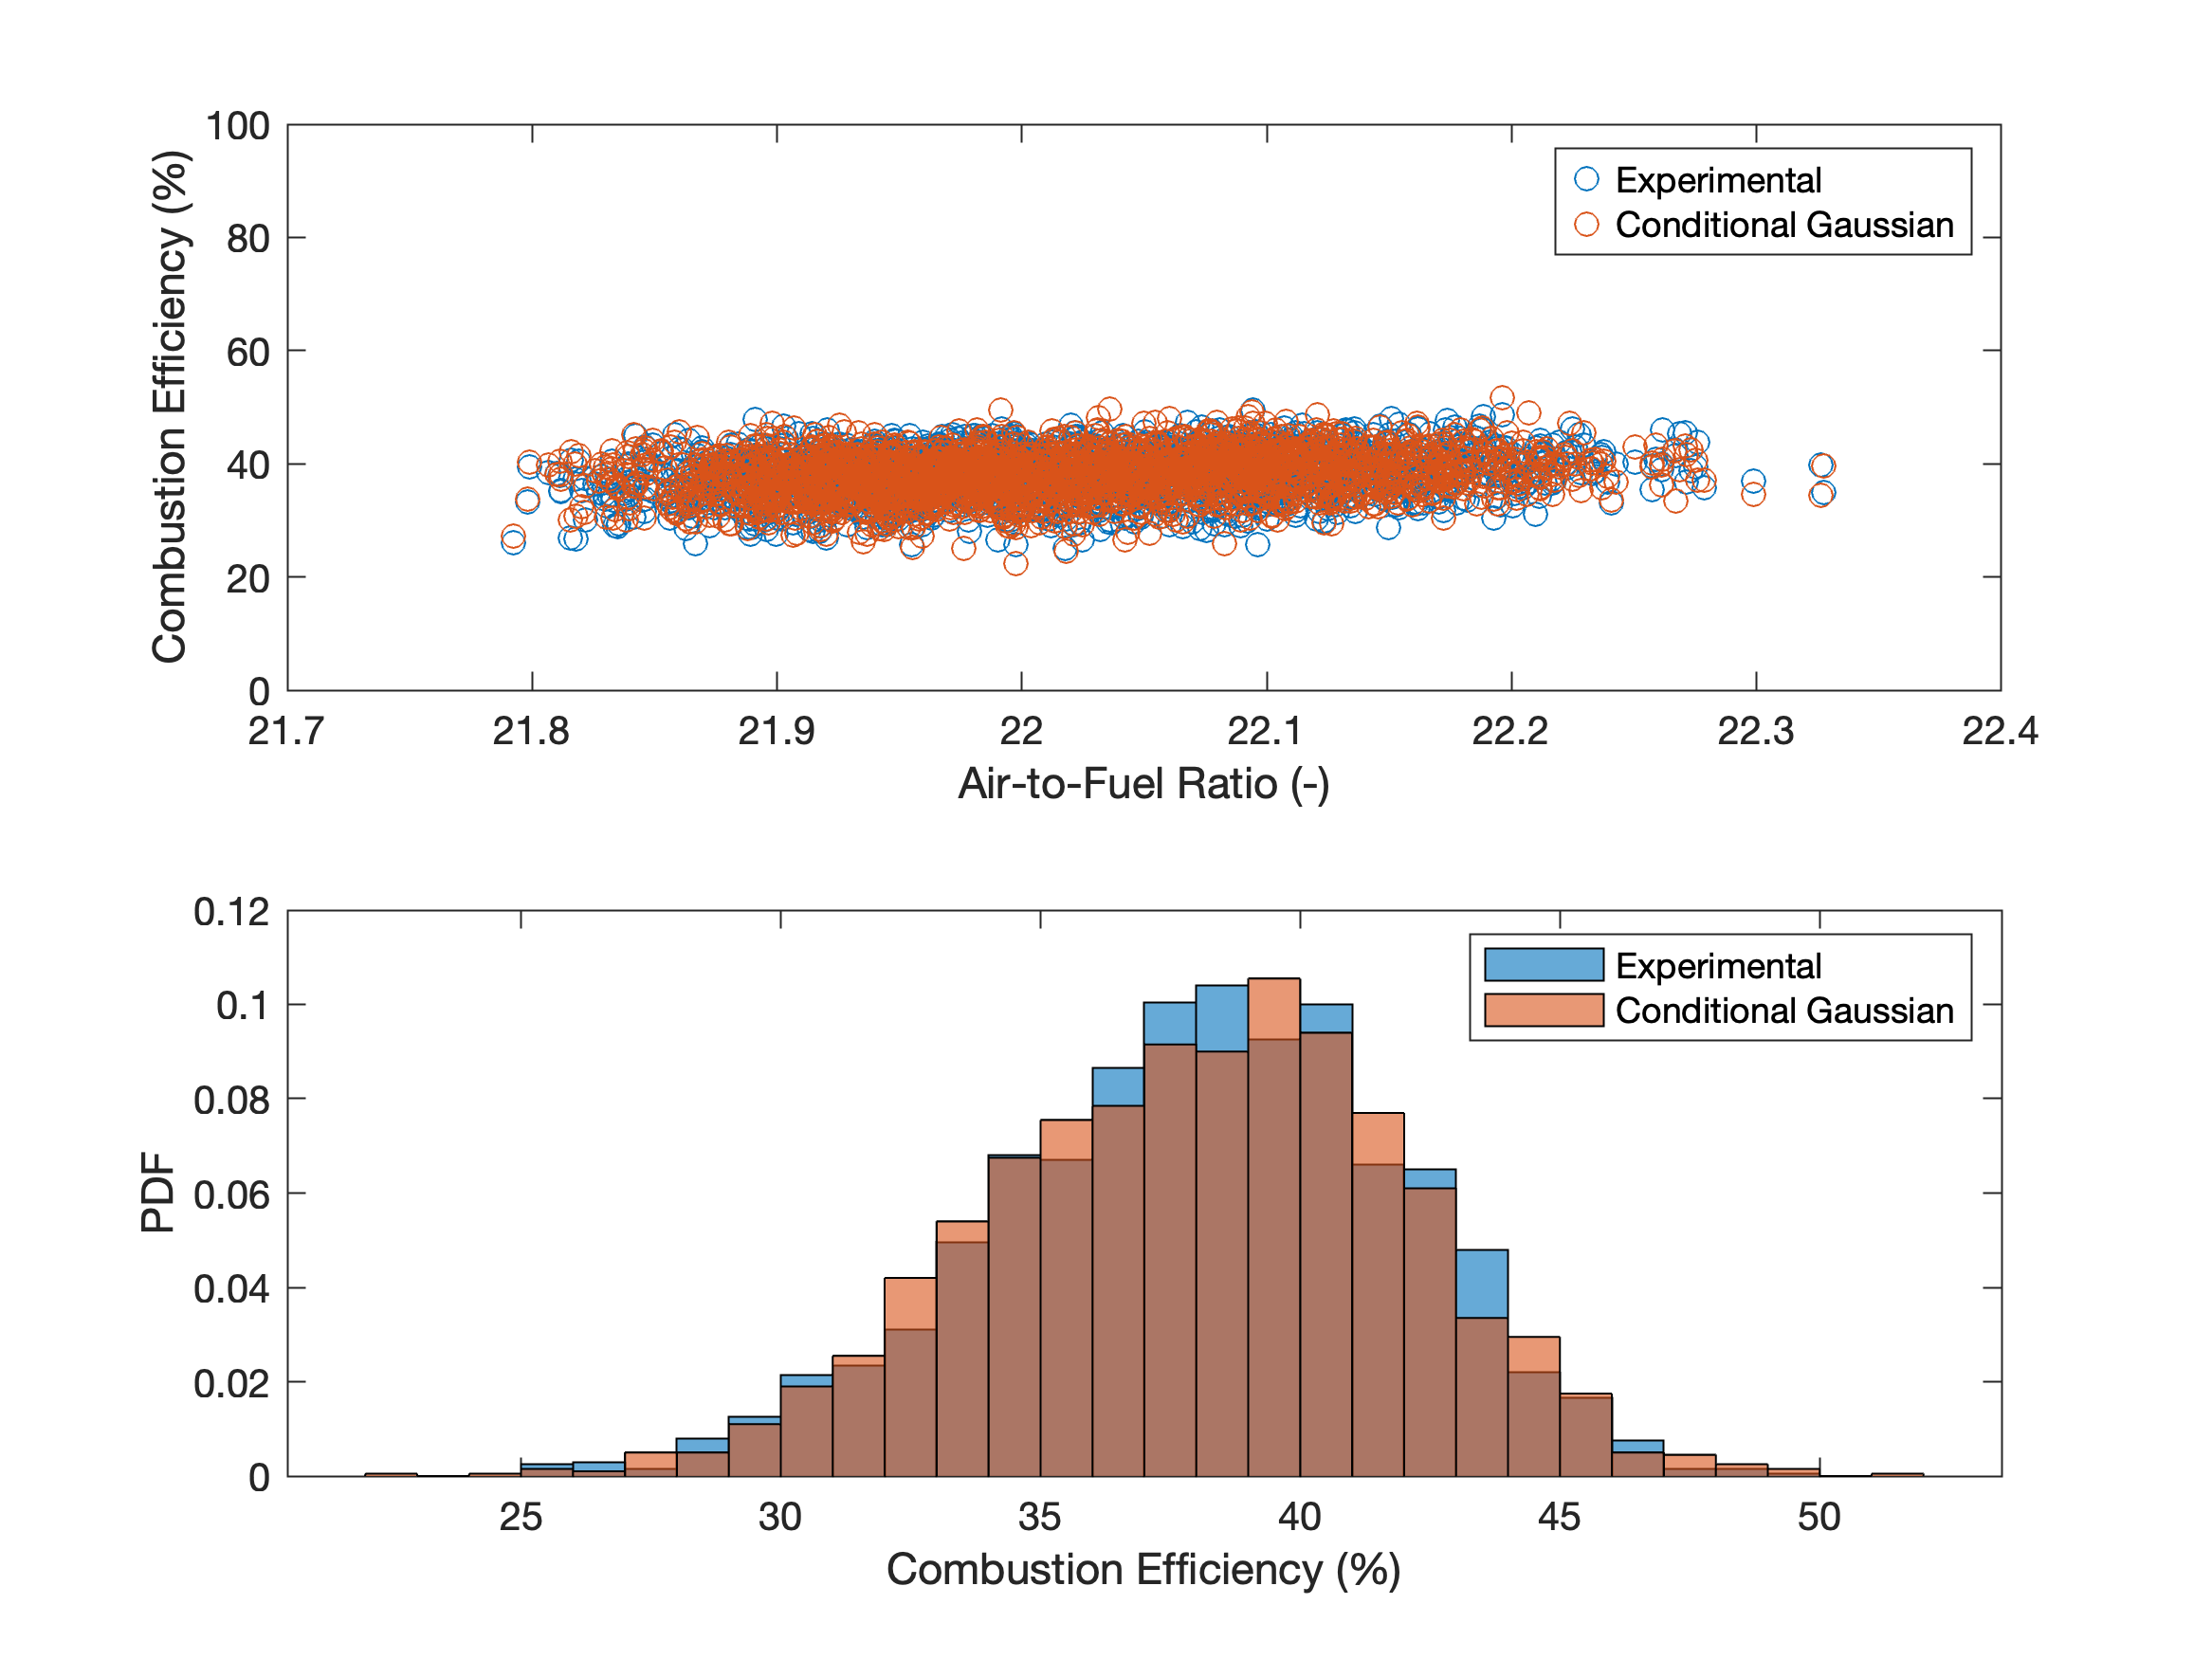 100
80
60
40
20
0
Combustion Efficiency (%)
Experimental
Conditional Gaussian
21.7 21.8 21.9 22 22.1 22.2 22.3 22.4
Air-to-Fuel Ratio (-)
0.12
0.1
0.08
0.06
0.04
0.02
0
PDF
Experimental
Conditional Gaussian
25 30 35 40 45 50
Combustion Efficiency (%)